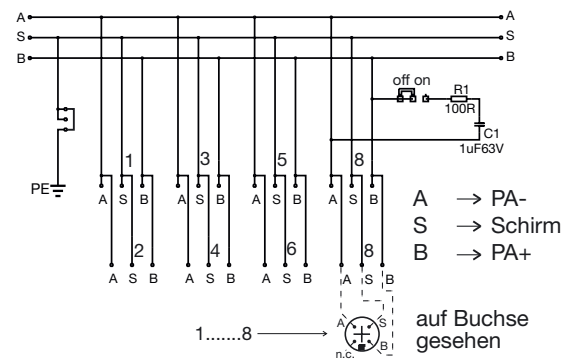 A A
S S
B B
off on
R1
100R
C1
1uF63V
PE
1 3 5 8
A S B A S B A S B A S B
2 4 6 8
A S B A S B A S B A S B
A → PA-
S → Schirm
B → PA+
1.......8
A S
B
n.c.
auf Buchse
gesehen